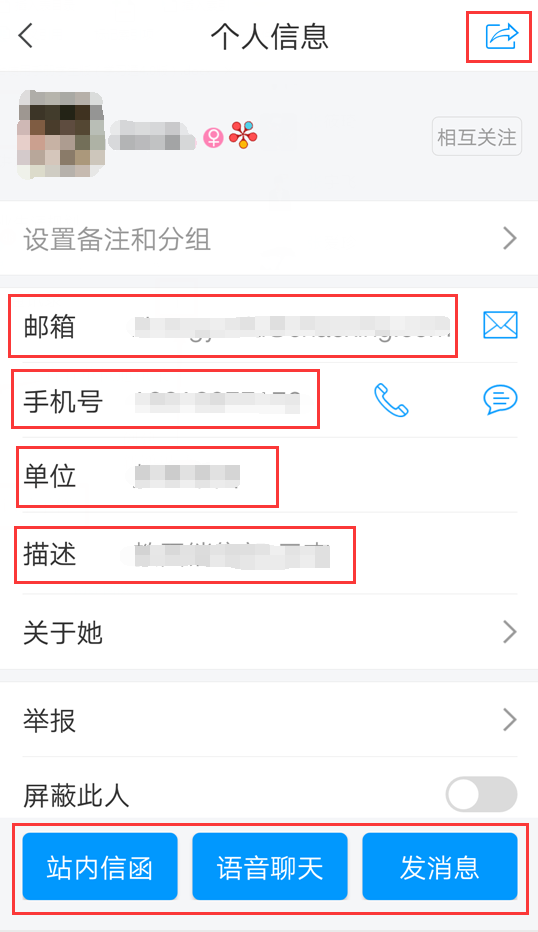 个人信息
相互关注
设置备注和分组
邮箱
手机号
单位
描述
关于她
举报
屏蔽此人
站内信函 语音聊天 发消息